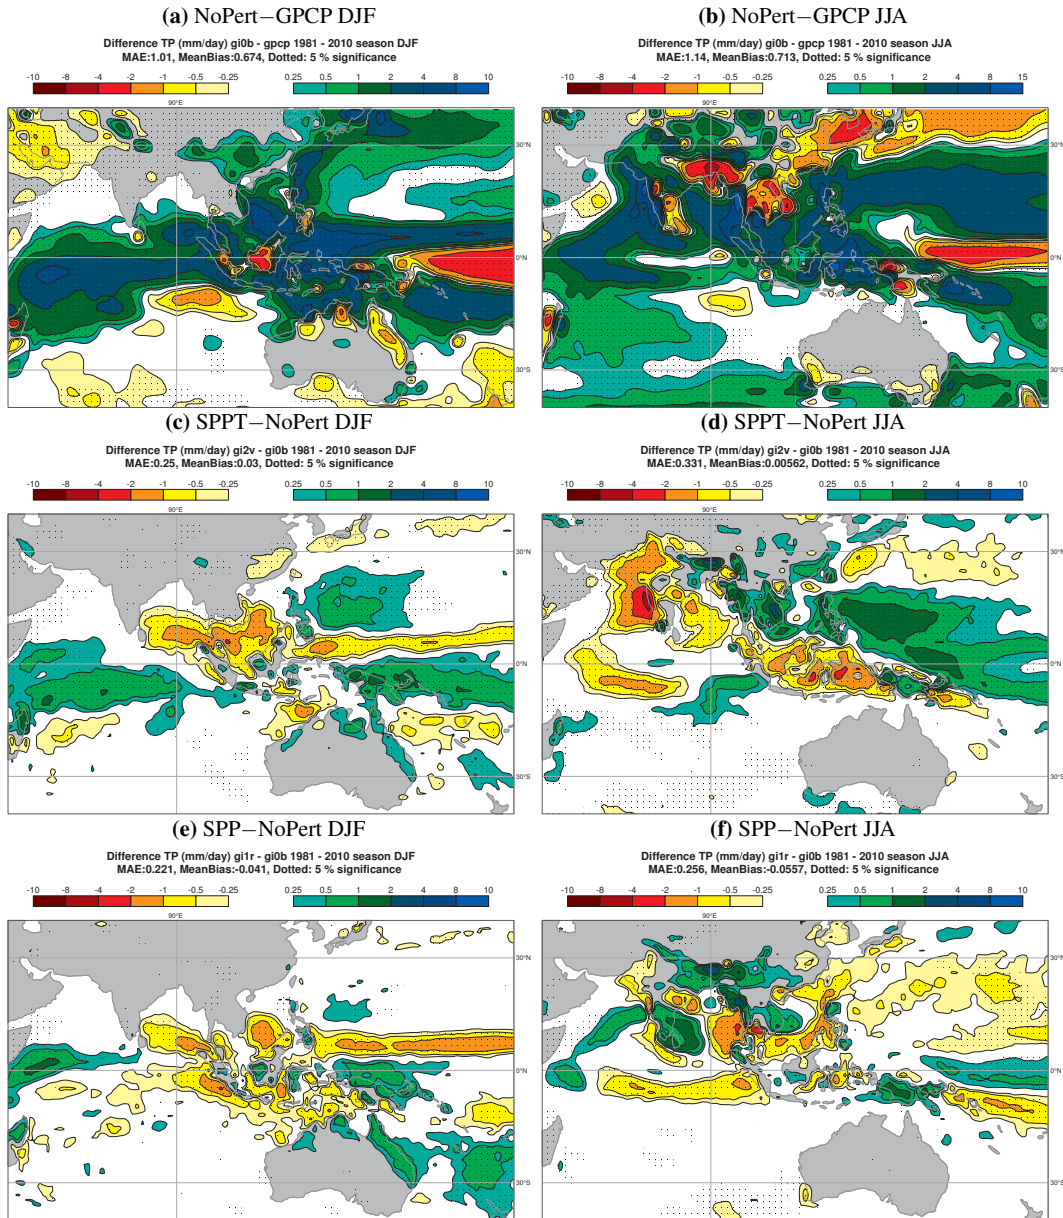 (a) NoPert−GPCP DJF
Difference TP (mm/day) gi0b - gpcp 1981 - 2010 season DJF
MAE:1.01, MeanBias:0.674, Dotted: 5 % significance
-10 -4 -2 -1 -0.5 -0.25 0.25 0.5 1 2 4 8 10
90°E
30°N
0°N
30°S
(b) NoPert−GPCP JJA
Difference TP (mm/day) gi0b - gpcp 1981 - 2010 season JJA
MAE:1.14, MeanBias:0.713, Dotted: 5 % significance
-10 -8 -4 -2 -1 -0.5 -0.25 0.25 0.5 1 2 4 8 15
90°E
30°N
0°N
30°S
(c) SPPT−NoPert DJF
Difference TP (mm/day) gi2v - gi0b 1981 - 2010 season DJF
MAE:0.25, MeanBias:0.03, Dotted: 5 % significance
-10 -8 -4 -2 -1 -0.5 -0.25 0.25 0.5 1 2 4 8 10
90°E
30°N
0°N
30°S
(d) SPPT−NoPert JJA
Difference TP (mm/day) gi2v - gi0b 1981 - 2010 season JJA
MAE:0.331, MeanBias:0.00562, Dotted: 5 % significance
-10 -8 -4 -2 -1 -0.5 -0.25 0.25 0.5 1 2 4 8 10
90°E
30°N
0°N
30°S
(e) SPP−NoPert DJF
Difference TP (mm/day) gi1r - gi0b 1981 - 2010 season DJF
MAE:0.221, MeanBias:-0.041, Dotted: 5 % significance
-10 -8 -4 -2 -1 -0.5 -0.25 0.25 0.5 1 2 4 8 10
90°E
30°N
0°N
30°S
(f) SPP−NoPert JJA
Difference TP (mm/day) gi1r - gi0b 1981 - 2010 season JJA
MAE:0.256, MeanBias:-0.0557, Dotted: 5 % significance
-10 -8 -4 -2 -1 -0.5 -0.25 0.25 0.5 1 2 4 8 10
90°E
30°N
0°N
30°S